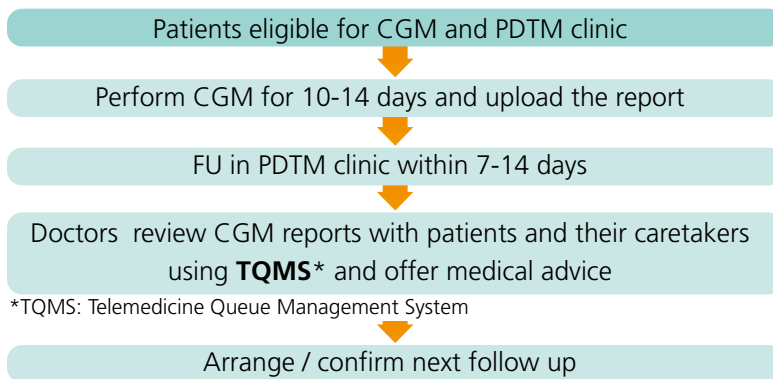 Patients eligible for CGM and PDTM clinic
Perform CGM for 10-14 days and upload the report
FU in PDTM clinic within 7-14 days
Doctors review CGM reports with patients and their caretakers
using TQMS* and offer medical advice
*TQMS: Telemedicine Queue Management System
Arrange / confirm next follow up